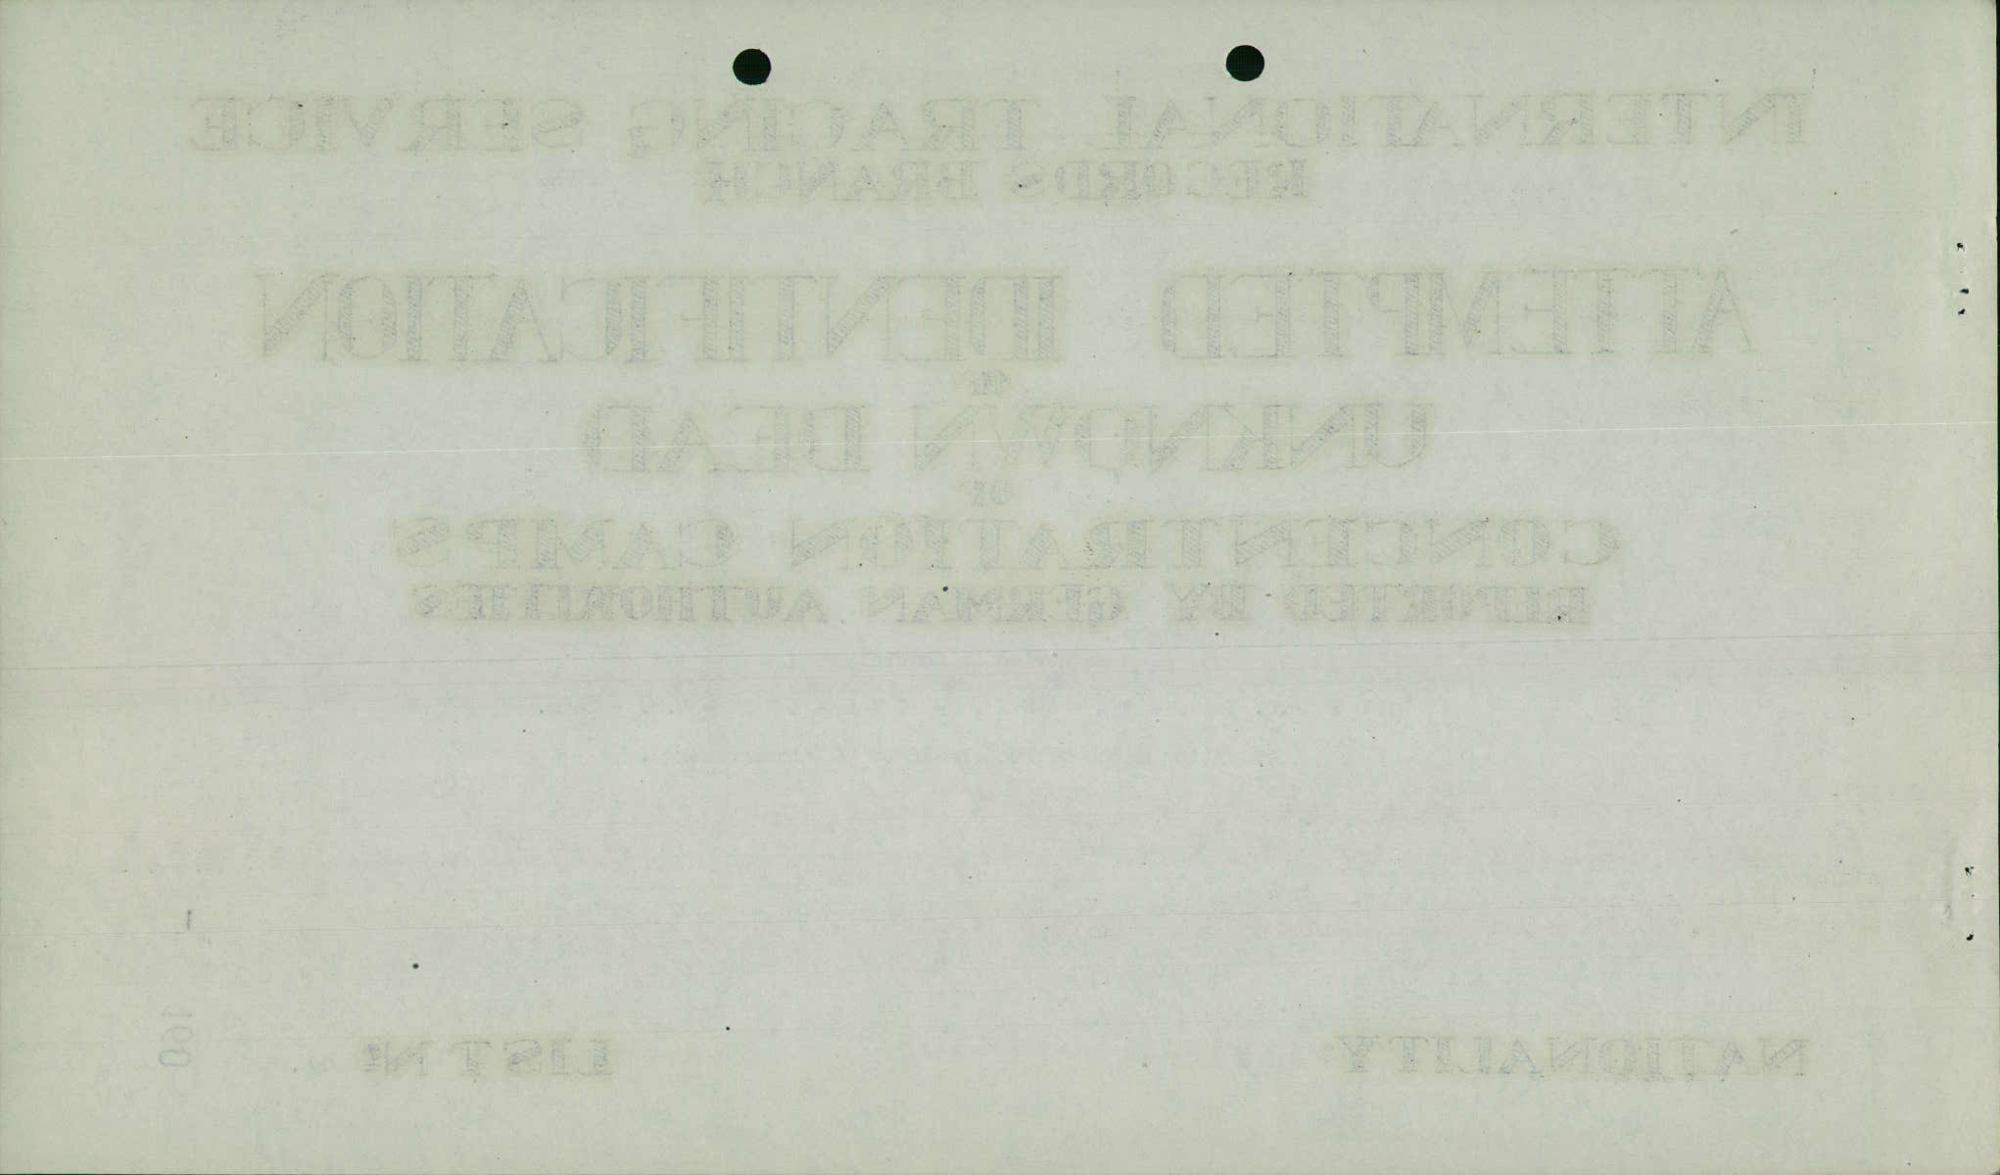 INTERNATIONAL TRACING SERVICE
RECORDS BRANCH
ATTEMPTED IDENTIFICATION
OF
UNKNOWN DEAD
OF
CONCENTRATION CAMPS
REPORTED BY GERMAN AUTHORITIES
NATIONALITY LIST Nº
160